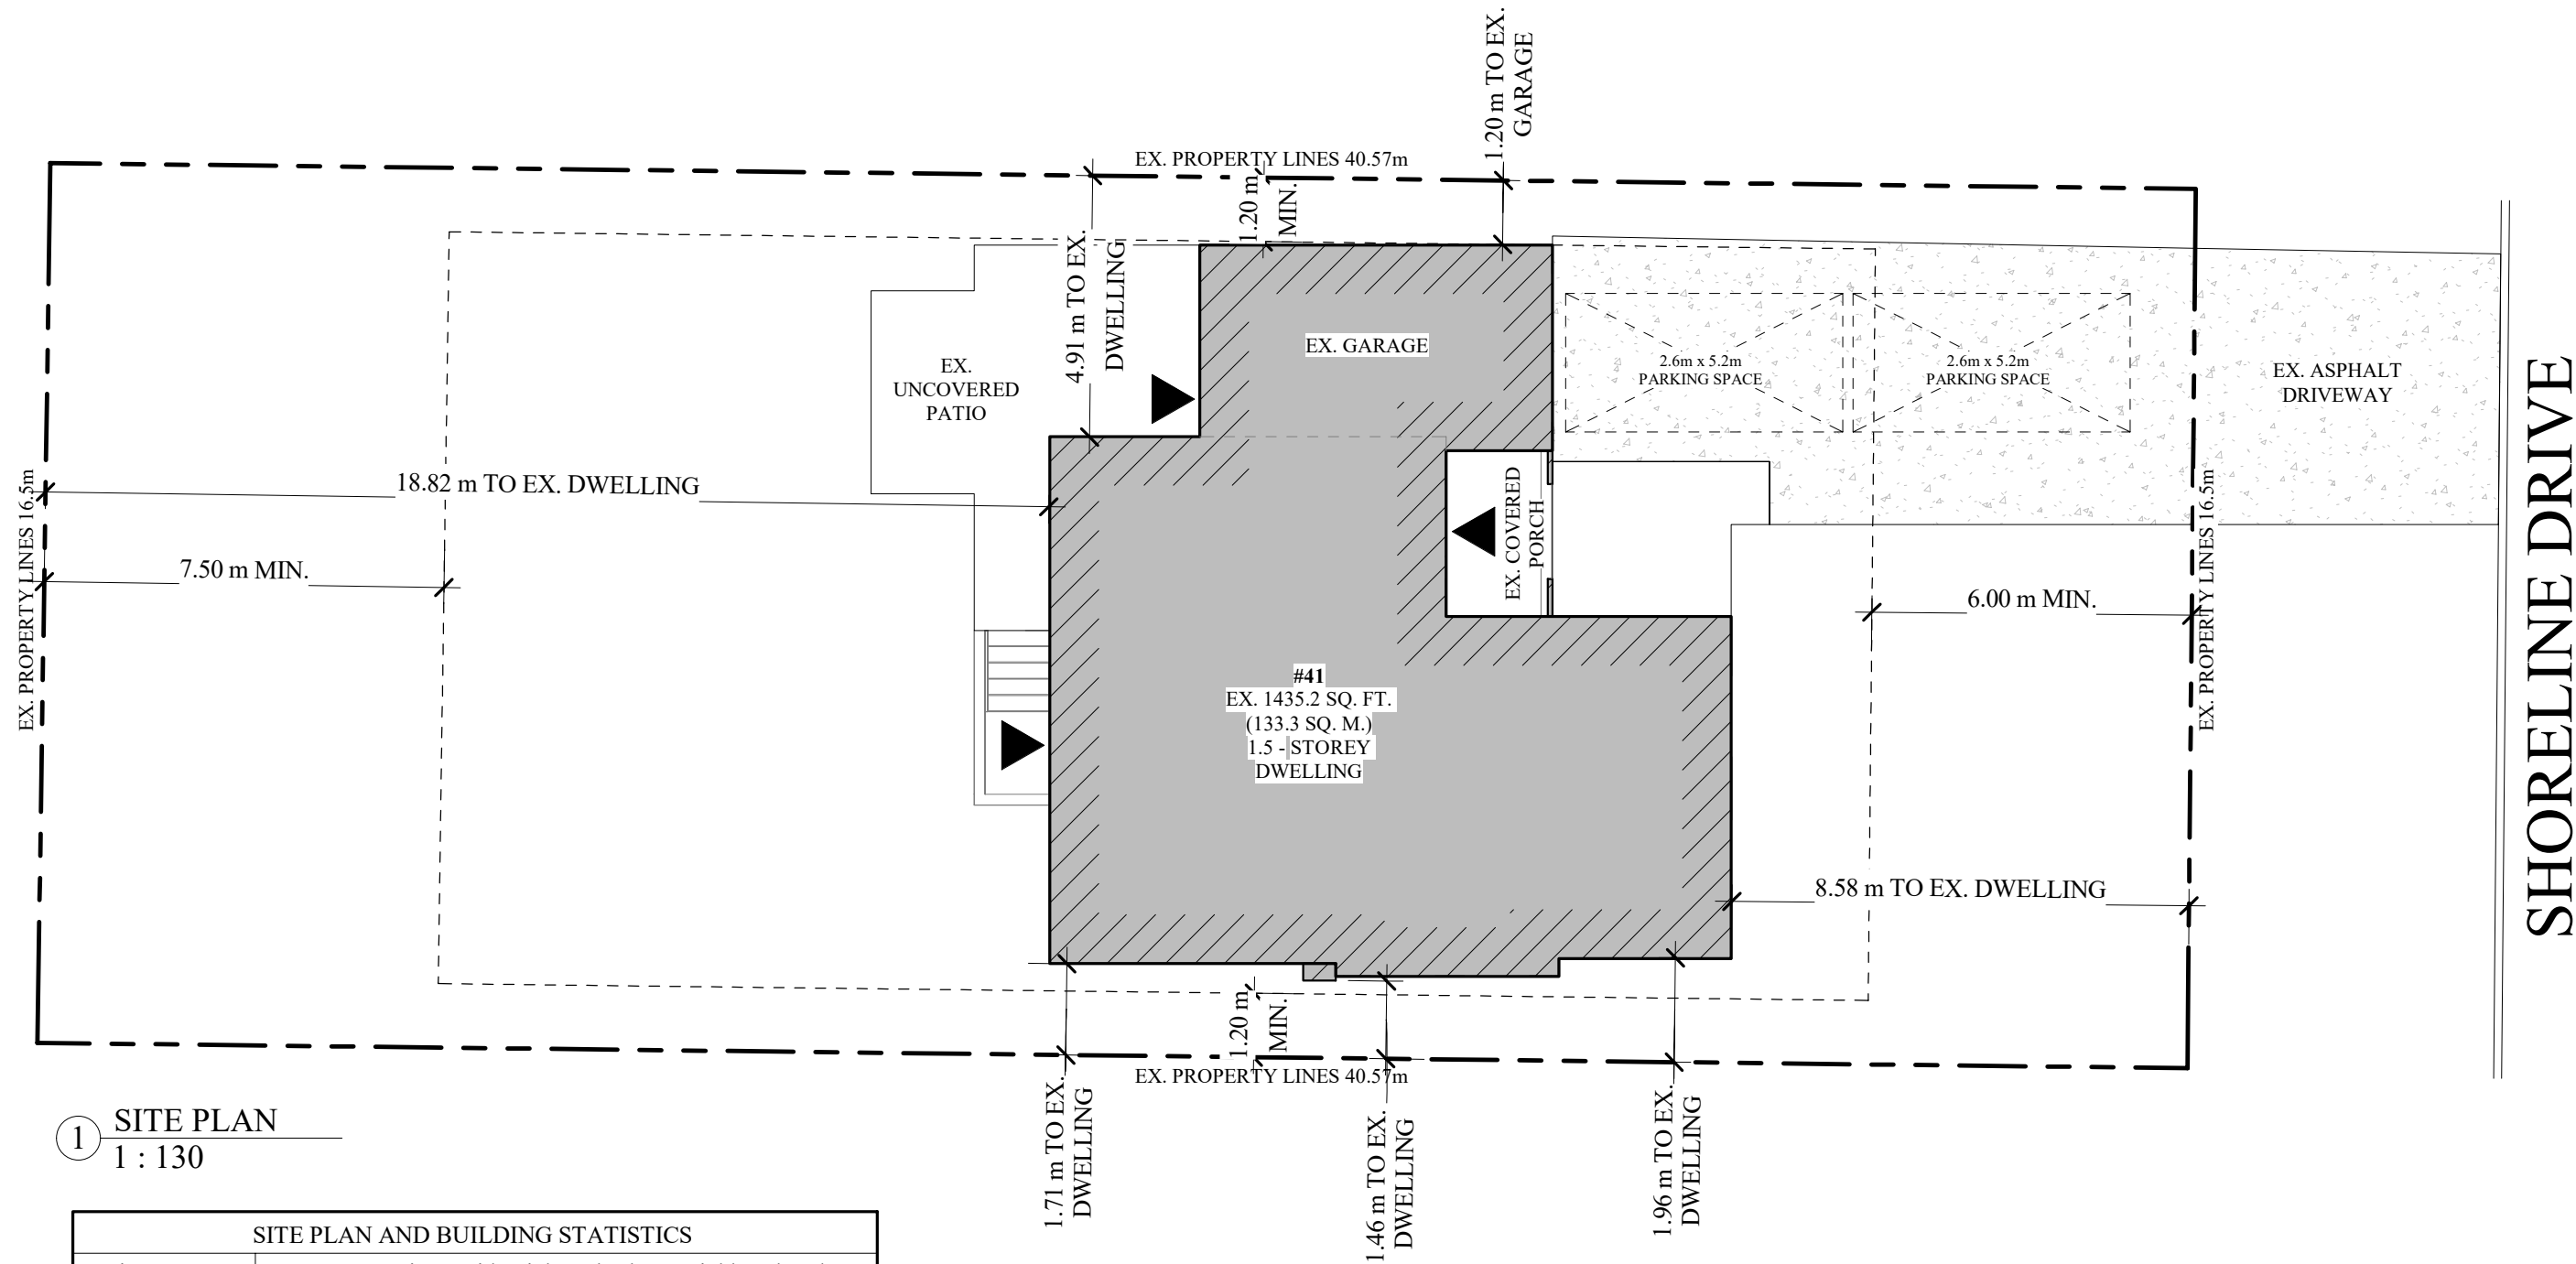 1.20 m TO EX.
GARAGE
EX. PROPERTY LINES 40.57m
1.20 m
MIN.
4.91 m TO EX.
DWELLING
EX. GARAGE
EX.
UNCOVERED
PATIO
2.6m x 5.2m
PARKING SPACE
2.6m x 5.2m
PARKING SPACE
EX. ASPHALT
DRIVEWAY
SHORELINE DRIVE
EX. PROPERTY LINES 16.5m
18.82 m TO EX. DWELLING
7.50 m MIN.
EX. COVERED
PORCH
6.00 m MIN.
EX. PROPERTY LINES 16.5m
#41
EX. 1435.2 SQ. FT.
(133.3 SQ. M.)
1.5 - STOREY
DWELLING
8.58 m TO EX. DWELLING
1.20 m
MIN.
EX. PROPERTY LINES 40.57m
1.71 m TO EX.
DWELLING
1.46 m TO EX.
DWELLING
1.96 m TO EX.
DWELLING
1
SITE PLAN
1 : 130
SITE PLAN AND BUILDING STATISTICS